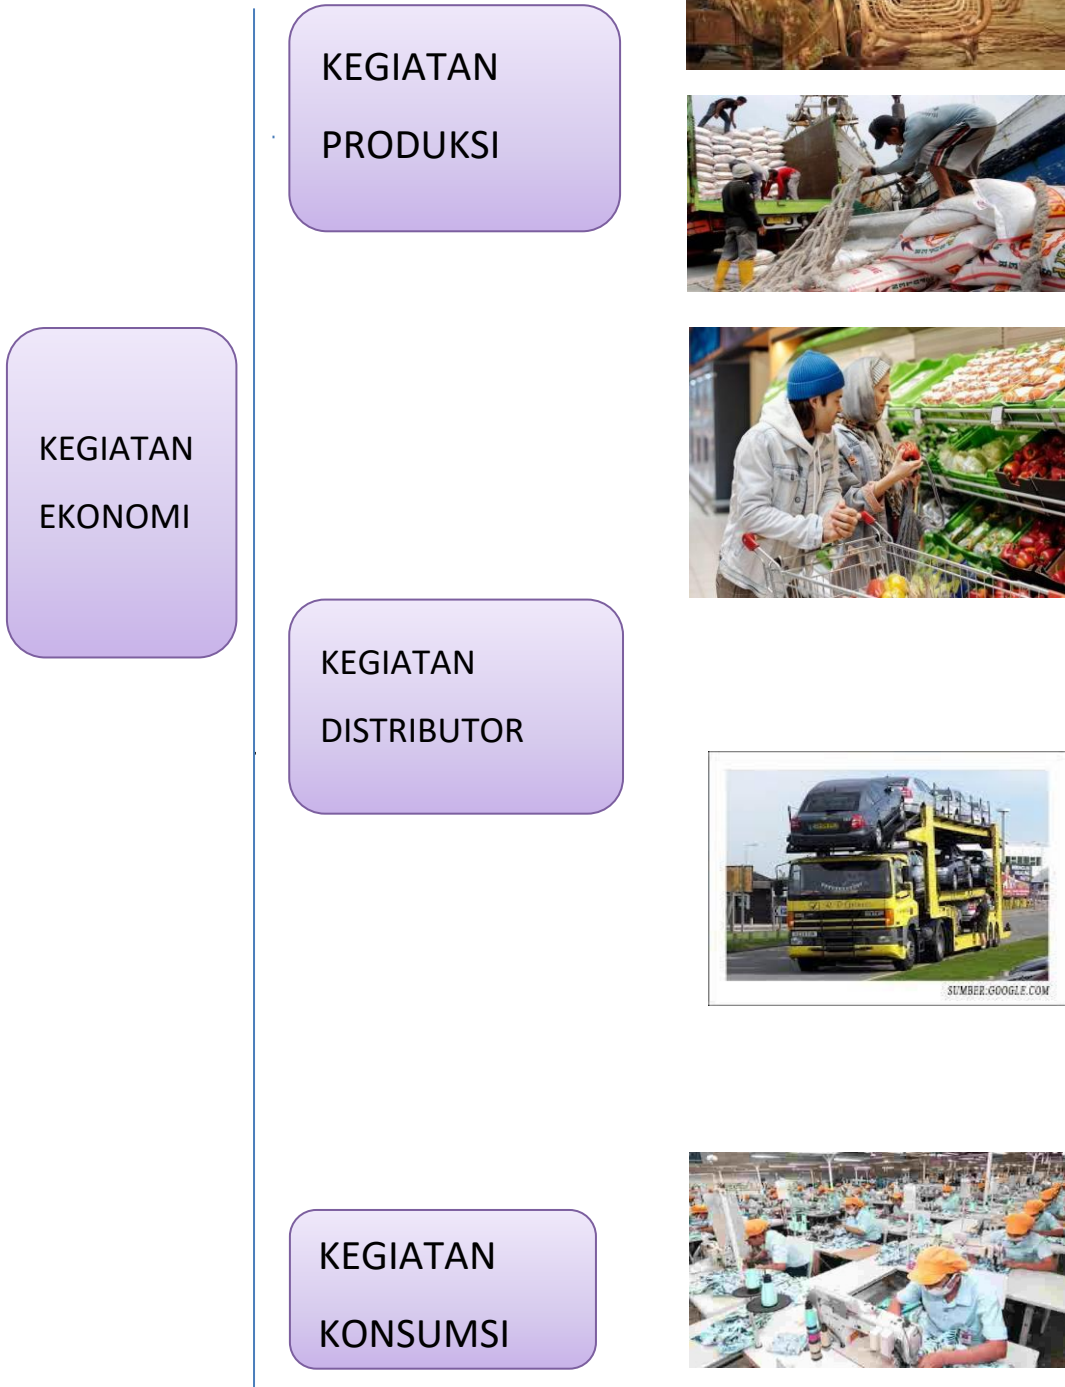 KEGIATAN
PRODUKSI
KEGIATAN
EKONOMI
KEGIATAN
DISTRIBUTOR
SUMBER:GOOGLE.COM
KEGIATAN
KONSUMSI